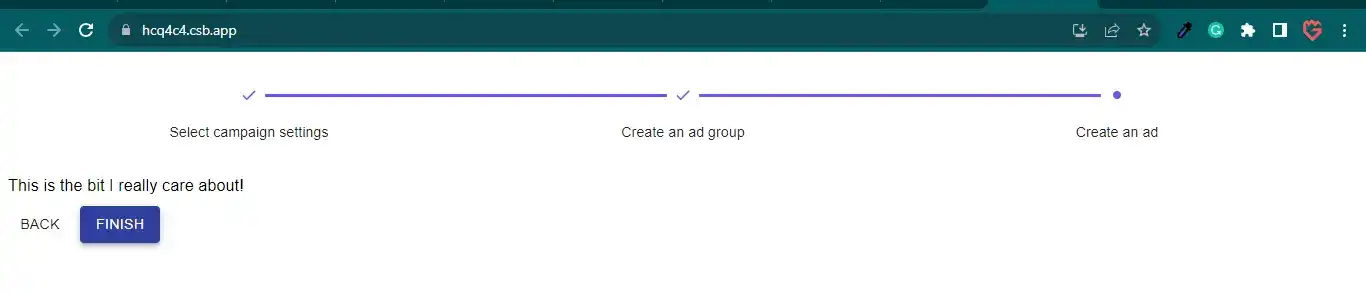 hcq4c4.csb.app
Select campaign settings
Create an ad group
Create an ad
This is the bit I really care about!
BACK
FINISH